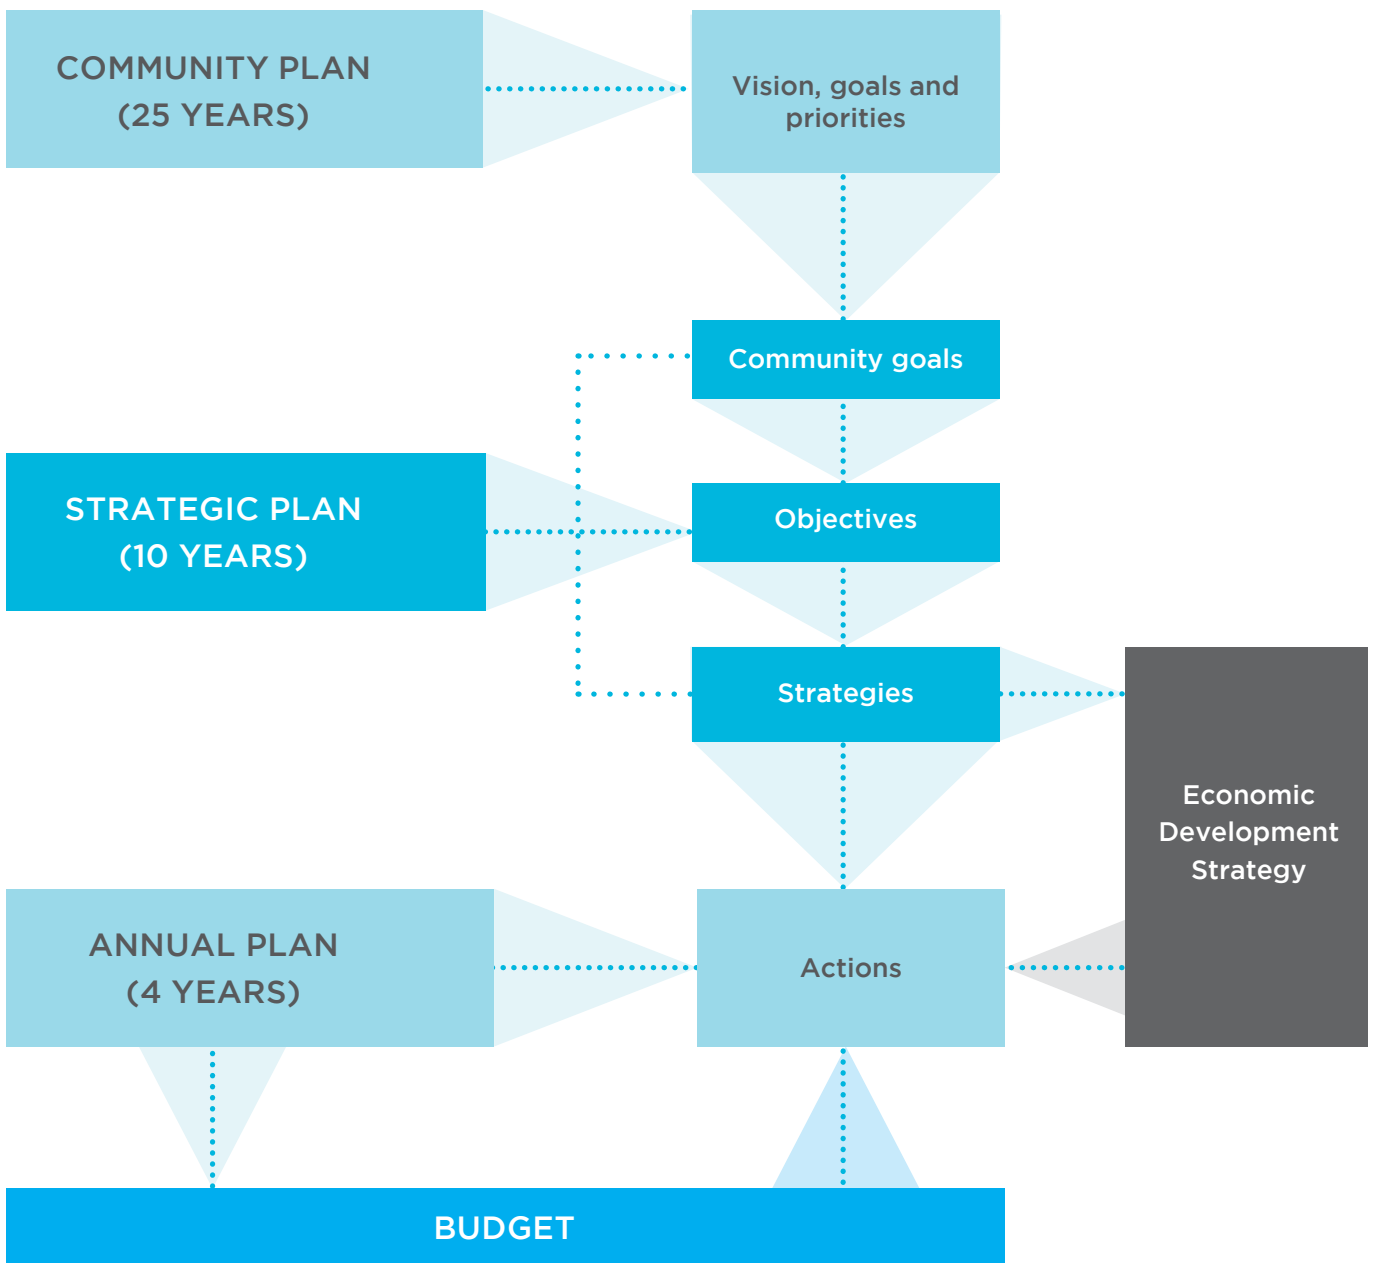 COMMUNITY PLAN
(25 YEARS)
Vision, goals and
priorities
Community goals
STRATEGIC PLAN
(10 YEARS)
Objectives
Strategies
Economic
Development
Strategy
ANNUAL PLAN
(4 YEARS)
Actions
BUDGET